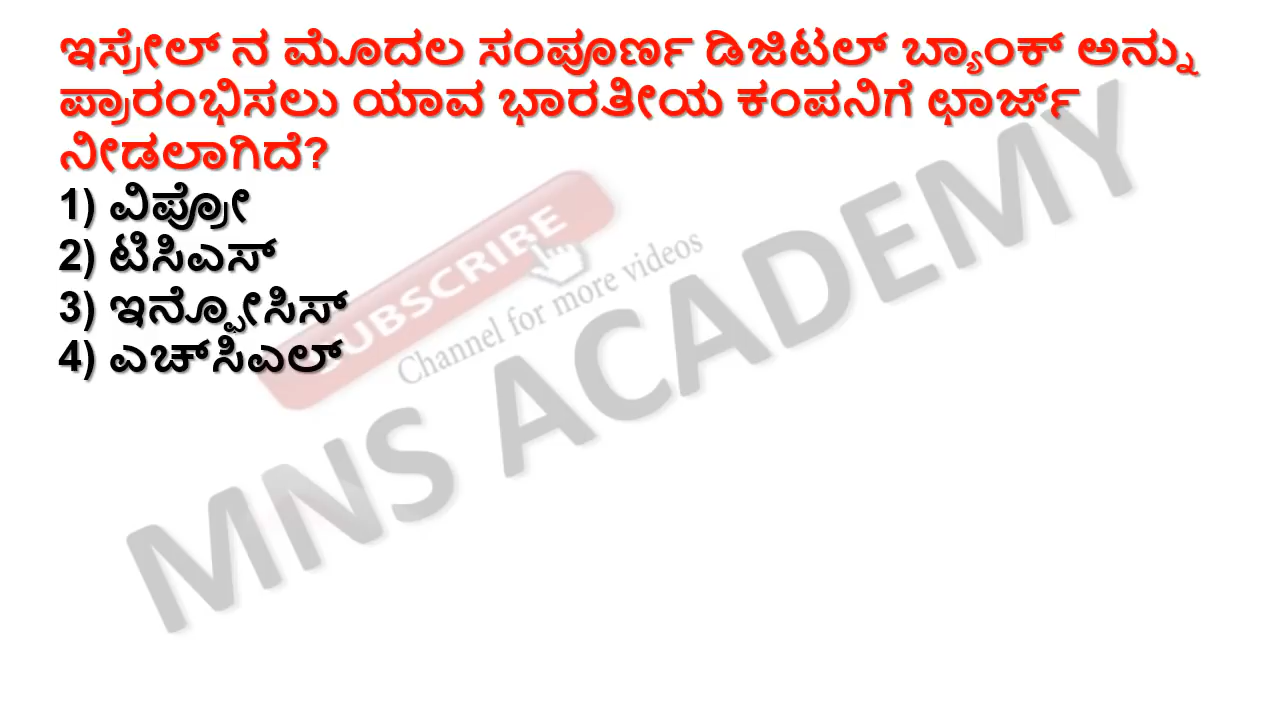 ಇಸ್ರೇಲ್ ನ ಮೊದಲ ಸಂಪೂರ್ಣ ಡಿಜಿಟಲ್ ಬ್ಯಾಂಕ್ ಅನ್ನು
ಪ್ರಾರಂಭಿಸಲು ಯಾವ ಭಾರತೀಯ ಕಂಪನಿಗೆ ಛಾರ್ಜ್
ನೀಡಲಾಗಿದೆ?
1) ವಿಪ್ರೋ
2) ಟಿಸಿಎಸ್
3) ಇನ್ಫೋಸಿಸ್
4) ಎಚ್‌ಸಿಎಲ್
SUBSCRIBE
Channel for more videos
MNS ACADEMY